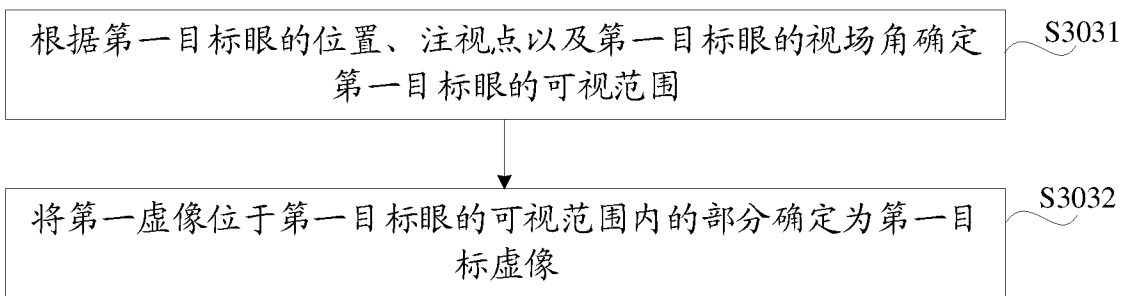 根据第一目标眼的位置、注视点以及第一目标眼的视场角确定
第一目标眼的可视范围
S3031
将第一虚像位于第一目标眼的可视范围内的部分确定为第一目
标虚像
S3032